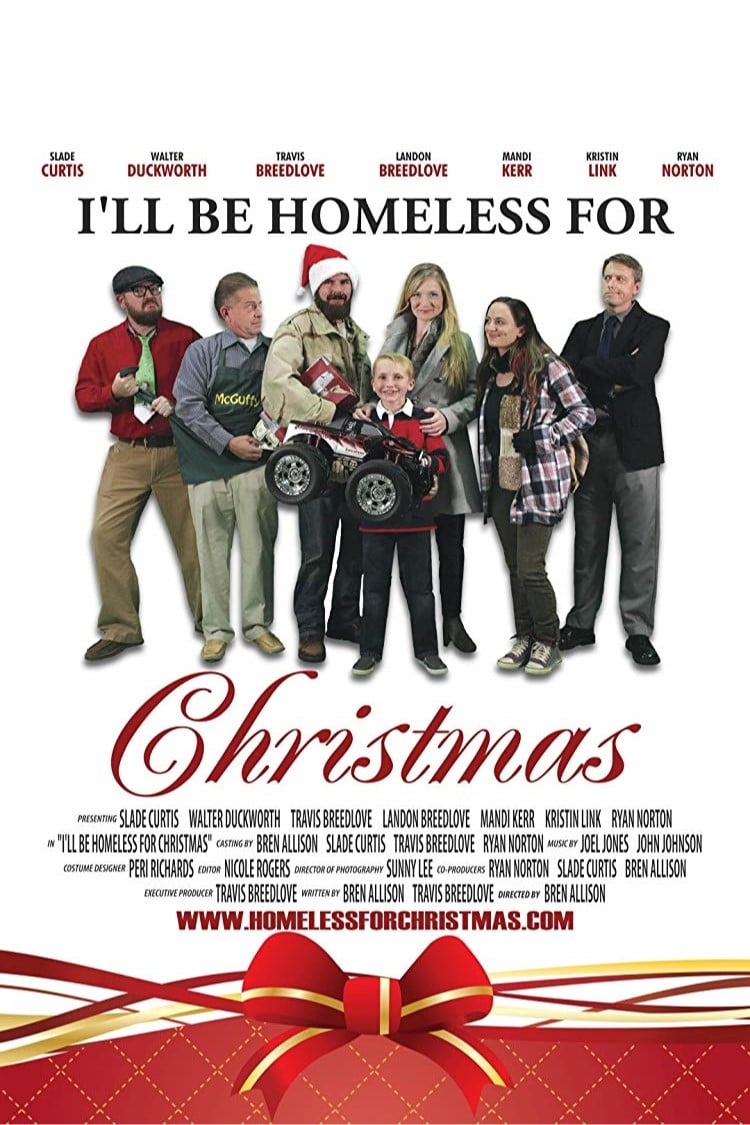 SLADE CURTIS
WALTER DUCKWORTH
TRAVIS BREEDLOVE
LANDON BREEDLOVE
MANDI KERR
KRISTIN LINK
RYAN NORTON
I'LL BE HOMELESS FOR
McGuffy
Christmas
PRESENTING SLADE CURTIS WALTER DUCKWORTH TRAVIS BREEDLOVE LANDON BREEDLOVE MANDI KERR KRISTIN LINK RYAN NORTON
IN "I'LL BE HOMELESS FOR CHRISTMAS" CASTING BY BREN ALLISON SLADE CURTIS TRAVIS BREEDLOVE RYAN NORTON MUSIC BY JOEL JONES JOHN JOHNSON
COSTUME DESIGNER PERI RICHARDS EDITOR NICOLE ROGERS DIRECTOR OF PHOTOGRAPHY SUNNY LEE CO-PRODUCERS RYAN NORTON SLADE CURTIS BREN ALLISON
EXECUTIVE PRODUCER TRAVIS BREEDLOVE WRITTEN BY BREN ALLISON TRAVIS BREEDLOVE DIRECTED BY BREN ALLISON
WWW.HOMELESSFORCHRISTMAS.COM